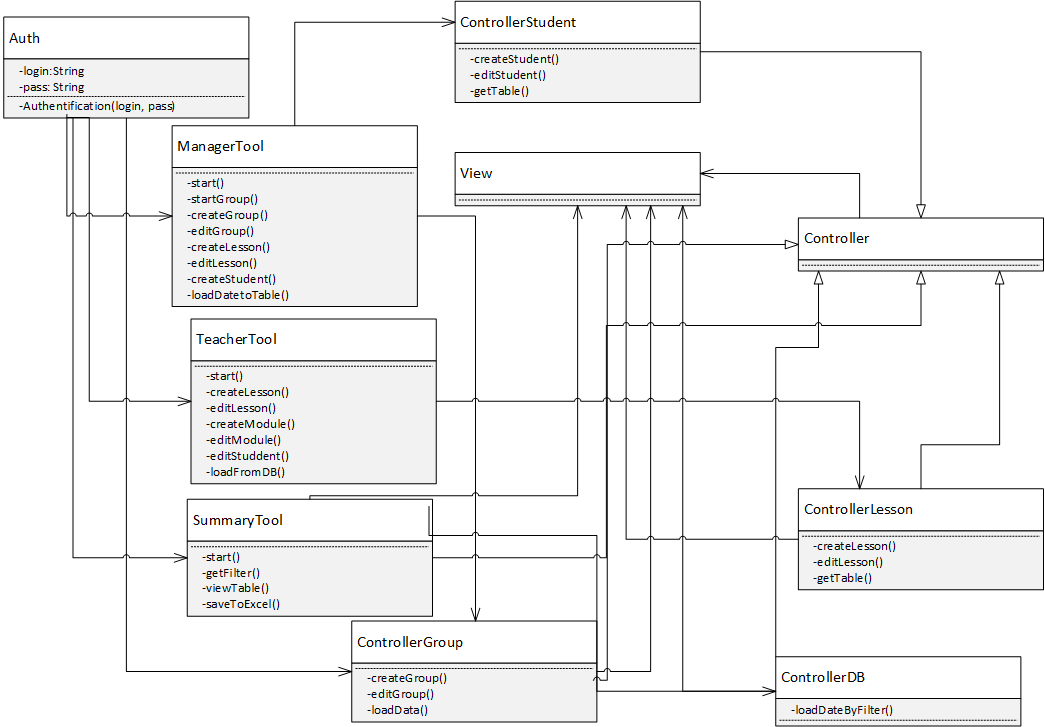 Auth
-login:String
-pass: String
-Authentification(login, pass)
ControllerStudent
-createStudent()
-editStudent()
-getTable()
ManagerTool
-start()
-startGroup()
-createGroup()
-editGroup()
-createLesson()
-editLesson()
-createStudent()
-loadDatetoTable()
View
Controller
TeacherTool
-start()
-createLesson()
-editLesson()
-createModule()
-editModule()
-editStuddent()
-loadFromDB()
SummaryTool
-start()
-getFilter()
-viewTable()
-saveToExcel()
ControllerLesson
-createLesson()
-editLesson()
-getTable()
ControllerGroup
-createGroup()
-editGroup()
-loadData()
ControllerDB
-loadDateByFilter()